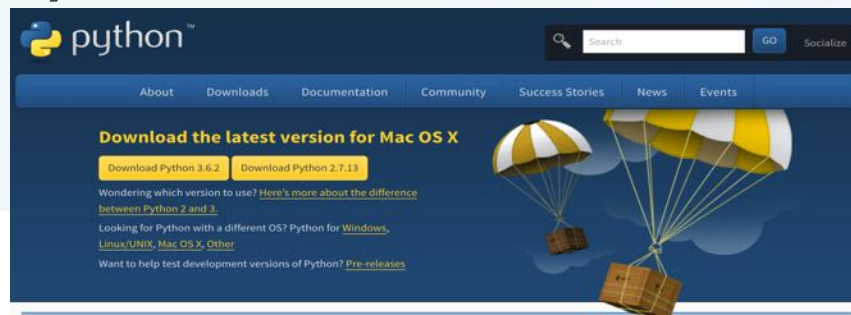 python™
Search
GO
Socialize
About Downloads Documentation Community Success Stories News Events
Download the latest version for Mac OS X
Download Python 3.6.2 Download Python 2.7.13
Wondering which version to use? Here's more about the difference
between Python 2 and 3.
Looking for Python with a different OS? Python for Windows,
Linux/UNIX, Mac OS X, Other
Want to help test development versions of Python? Pre-releases